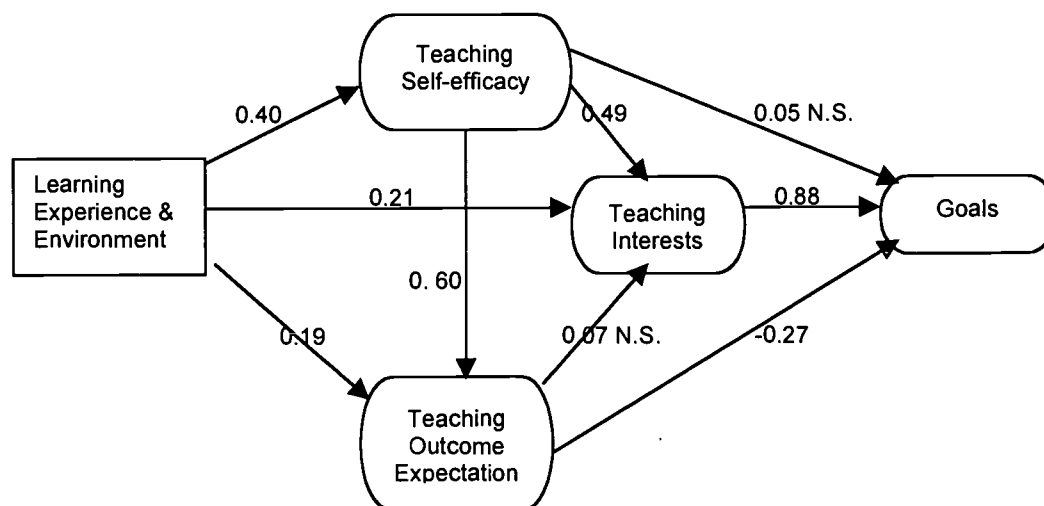 Teaching
Self-efficacy
0.40
0.49
0.05 N.S.
Learning
Experience &
Environment
0.21
Teaching
Interests
0.88
Goals
0. 60
0.19
0.07 N.S.
-0.27
Teaching
Outcome
Expectation